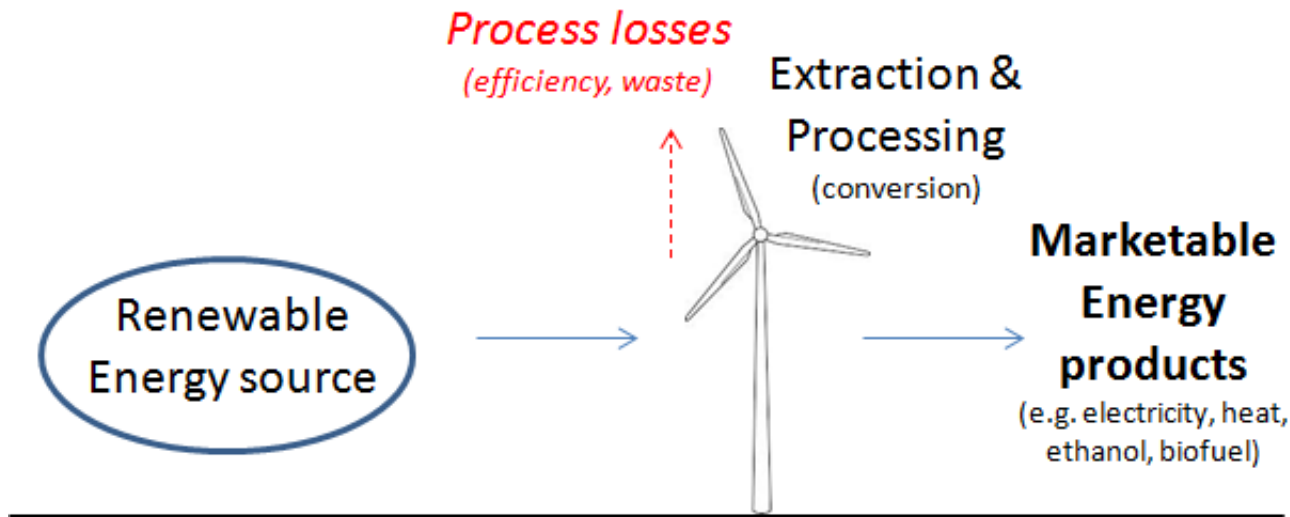 Process losses
(efficiency, waste)
Extraction &
Processing
(conversion)
Renewable
Energy source
Marketable
Energy
products
(e.g. electricity, heat,
ethanol, biofuel)